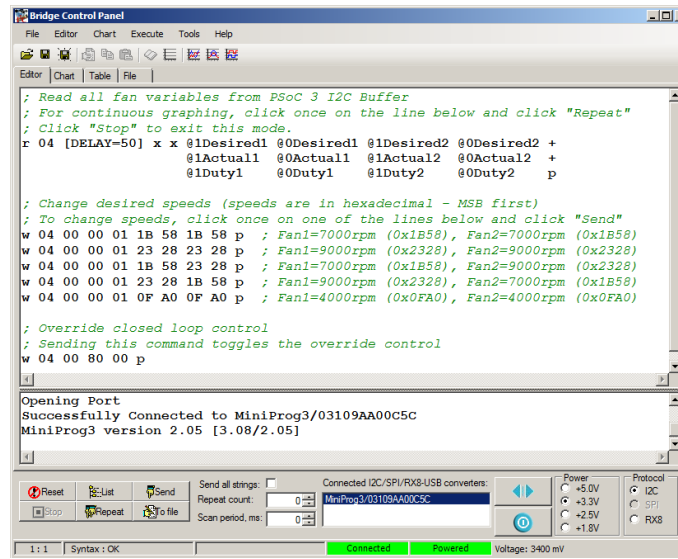 Bridge Control Panel
File Editor Chart Execute Tools Help
Editor Chart Table File
; Read all fan variables from PSoC 3 I2C Buffer
; For continuous graphing, click once on the line below and click "Repeat"
; Click "Stop" to exit this mode.
r 04 [DELAY=50] x x @1Desired1 @0Desired1 @1Desired2 @0Desired2 +
@1Actual1 @0Actual1 @1Actual2 @0Actual2 +
@1Duty1 @0Duty1 @1Duty2 @0Duty2 p
; Change desired speeds (speeds are in hexadecimal - MSB first)
; To change speeds, click once on one of the lines below and click "Send"
w 04 00 00 01 1B 58 1B 58 p ; Fan1=7000rpm (0x1B58), Fan2=7000rpm (0x1B58)
w 04 00 00 01 23 28 23 28 p ; Fan1=9000rpm (0x2328), Fan2=9000rpm (0x2328)
w 04 00 00 01 1B 58 23 28 p ; Fan1=7000rpm (0x1B58), Fan2=9000rpm (0x2328)
w 04 00 00 01 23 28 1B 58 p ; Fan1=9000rpm (0x2328), Fan2=7000rpm (0x1B58)
w 04 00 00 01 0F A0 0F A0 p ; Fan1=4000rpm (0x0FA0), Fan2=4000rpm (0x0FA0)
; Override closed loop control
; Sending this command toggles the override control
w 04 00 80 00 p
Opening Port
Successfully Connected to MiniProg3/03109AA00C5C
MiniProg3 version 2.05 [3.08/2.05]
Reset List Send
Stop Repeat To file
Send all strings:
Repeat count: 0
Scan period, ms: 0
Connected I2C/SPI/RX8-USB converters:
MiniProg3/03109AA00C5C
Power
+5.0V
+3.3V
+2.5V
+1.8V
Protocol
I2C
SPI
RX8
1 : 1 Syntax : OK Connected Powered Voltage: 3400 mV